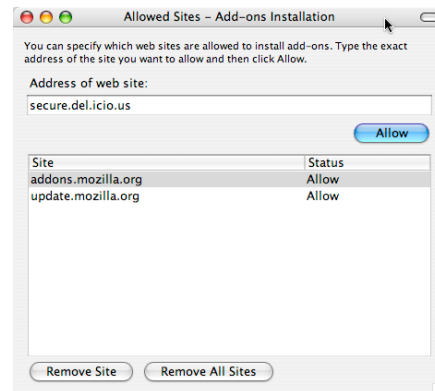 Allowed Sites – Add-ons Installation
You can specify which web sites are allowed to install add-ons. Type the exact
address of the site you want to allow and then click Allow.
Address of web site:
secure.del.icio.us
Allow
Site Status
addons.mozilla.org Allow
update.mozilla.org Allow
Remove Site Remove All Sites